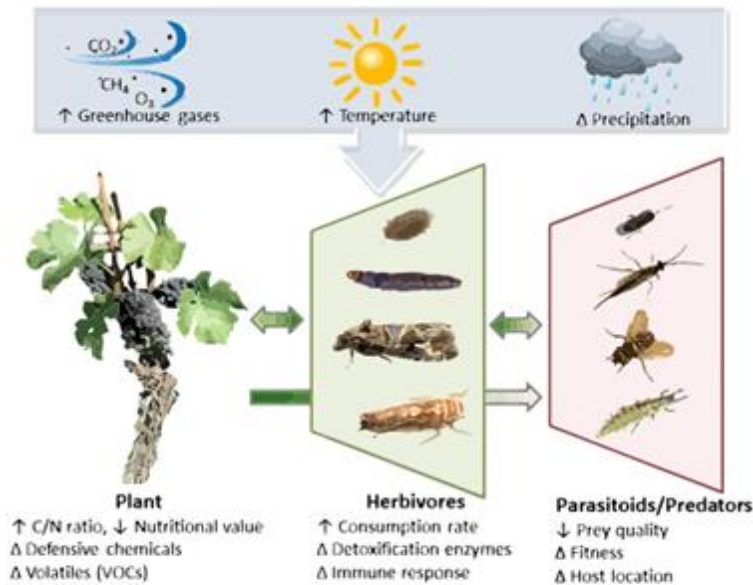 CO₂
CH₄
O₃
↑ Greenhouse gases
↑ Temperature
Δ Precipitation
Plant
↑ C/N ratio, ↓ Nutritional value
Δ Defensive chemicals
Δ Volatiles (VOCs)
Herbivores
↑ Consumption rate
Δ Detoxification enzymes
Δ Immune response
Parasitoids/Predators
↓ Prey quality
Δ Fitness
Δ Host location